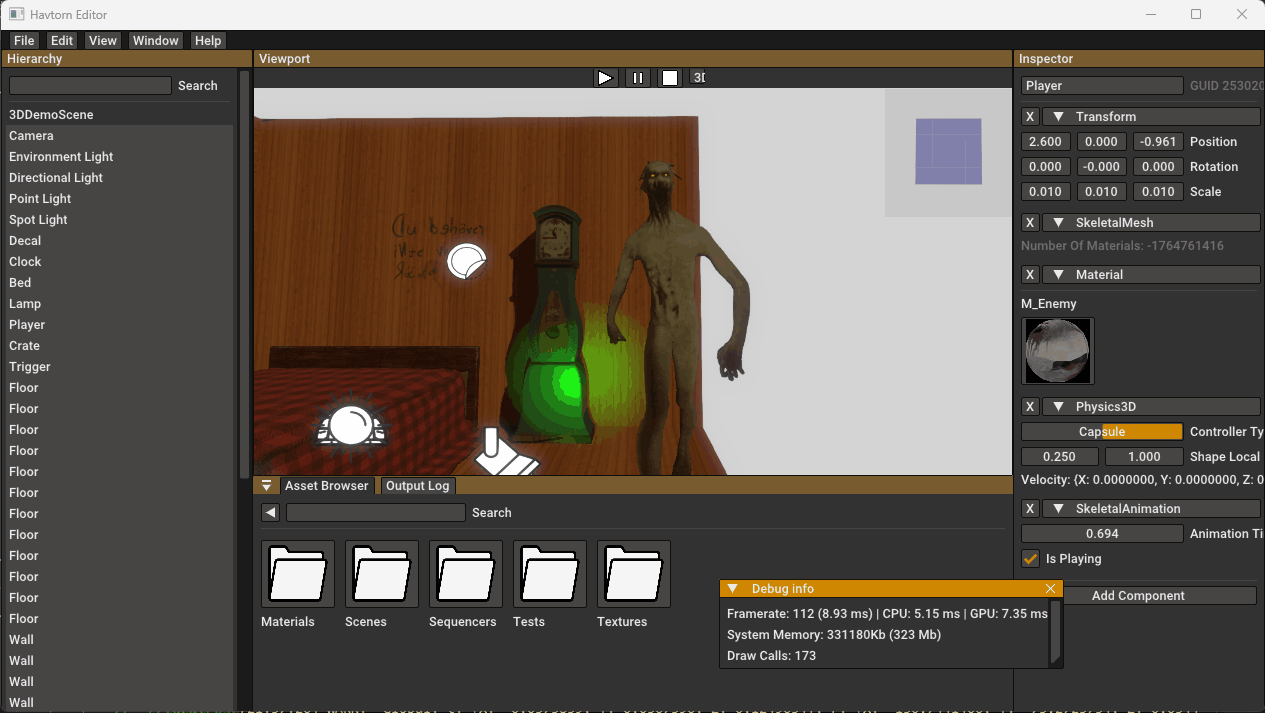 Havtorn Editor
File Edit View Window Help
Hierarchy
Search
3DDemoScene
Camera
Environment Light
Directional Light
Point Light
Spot Light
Decal
Clock
Bed
Lamp
Player
Crate
Trigger
Floor
Floor
Floor
Floor
Floor
Floor
Floor
Floor
Floor
Floor
Floor
Floor
Wall
Wall
Wall
Wall
Viewport
3D
Du behöver
inte
Asset Browser Output Log
Search
Materials Scenes Sequencers Tests Textures
Debug info
Framerate: 112 (8.93 ms) | CPU: 5.15 ms | GPU: 7.35 ms
System Memory: 331180Kb (323 Mb)
Draw Calls: 173
Inspector
Player GUID 253020
X Transform
2.600 0.000 -0.961 Position
0.000 -0.000 0.000 Rotation
0.010 0.010 0.010 Scale
X SkeletalMesh
Number Of Materials: -1764761416
X Material
M_Enemy
X Physics3D
Capsule Controller Ty
0.250 1.000 Shape Local
Velocity: {X: 0.0000000, Y: 0.0000000, Z: 0
X SkeletalAnimation
0.694 Animation Ti
Is Playing
Add Component